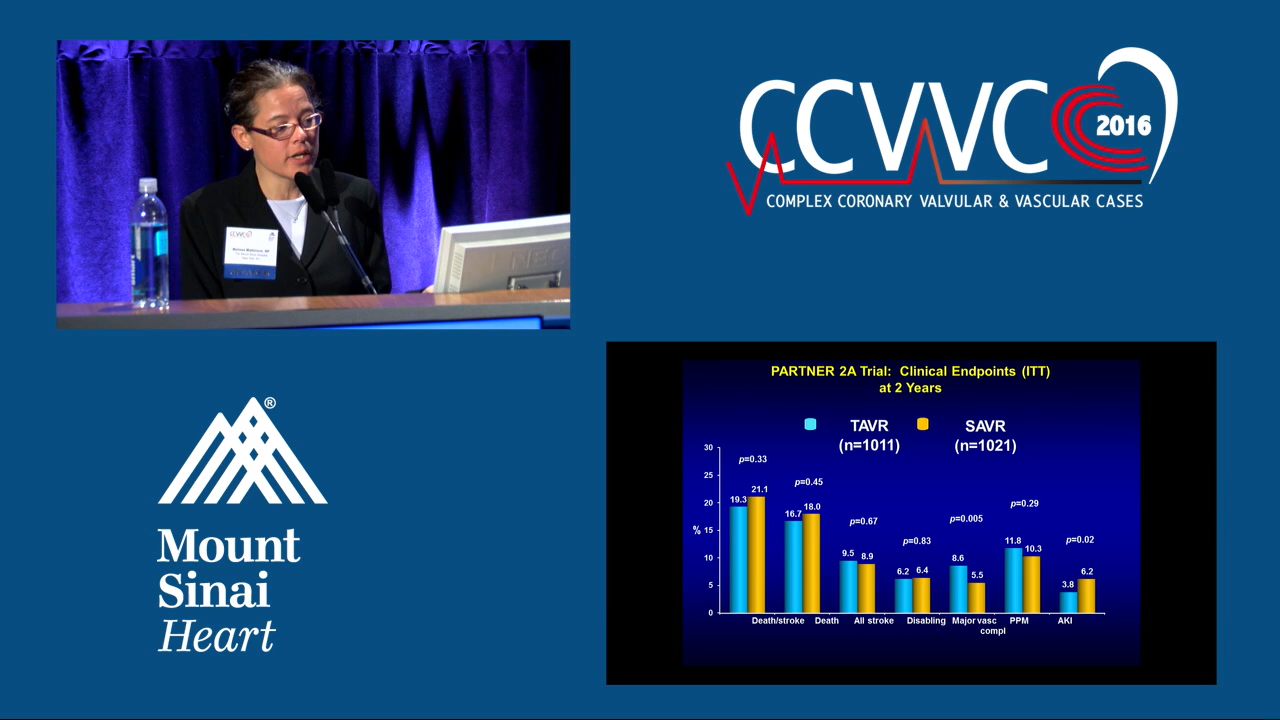 CCVVC
2016
COMPLEX CORONARY VALVULAR & VASCULAR CASES
CCVVC
NP
Mount
Sinai
Heart
®
PARTNER 2A Trial: Clinical Endpoints (ITT)
at 2 Years
TAVR
(n=1011)
SAVR
(n=1021)
%
30
25
20
15
10
5
0
p=0.33
19.3
21.1
p=0.45
16.7
18.0
p=0.67
9.5
8.9
p=0.83
6.2
6.4
p=0.005
8.6
5.5
p=0.29
11.8
10.3
p=0.02
3.8
6.2
Death/stroke Death All stroke Disabling Major vasc PPM AKI
compl